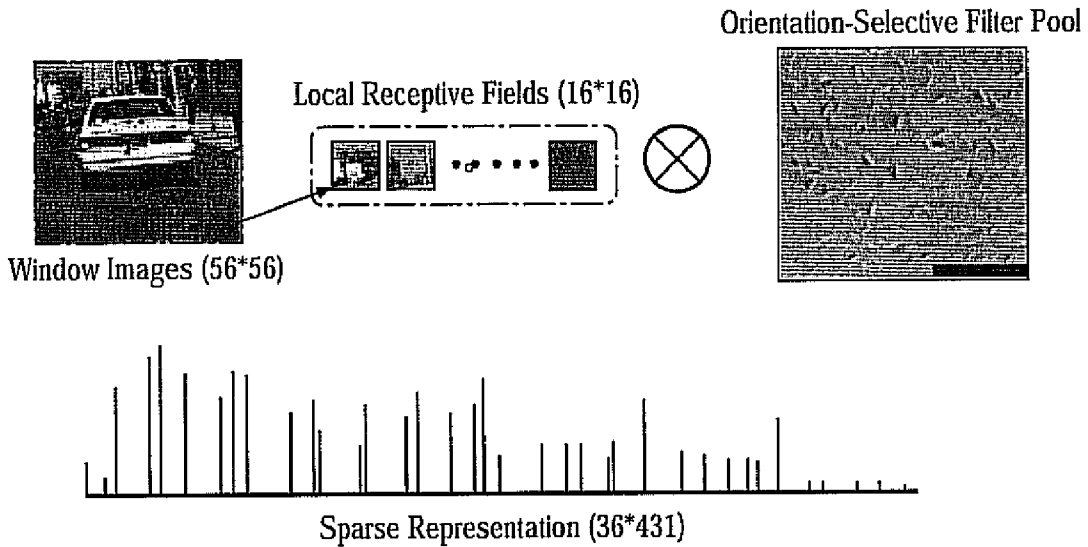 Orientation-Selective Filter Pool
Local Receptive Fields (16*16)
Window Images (56*56)
Sparse Representation (36*431)